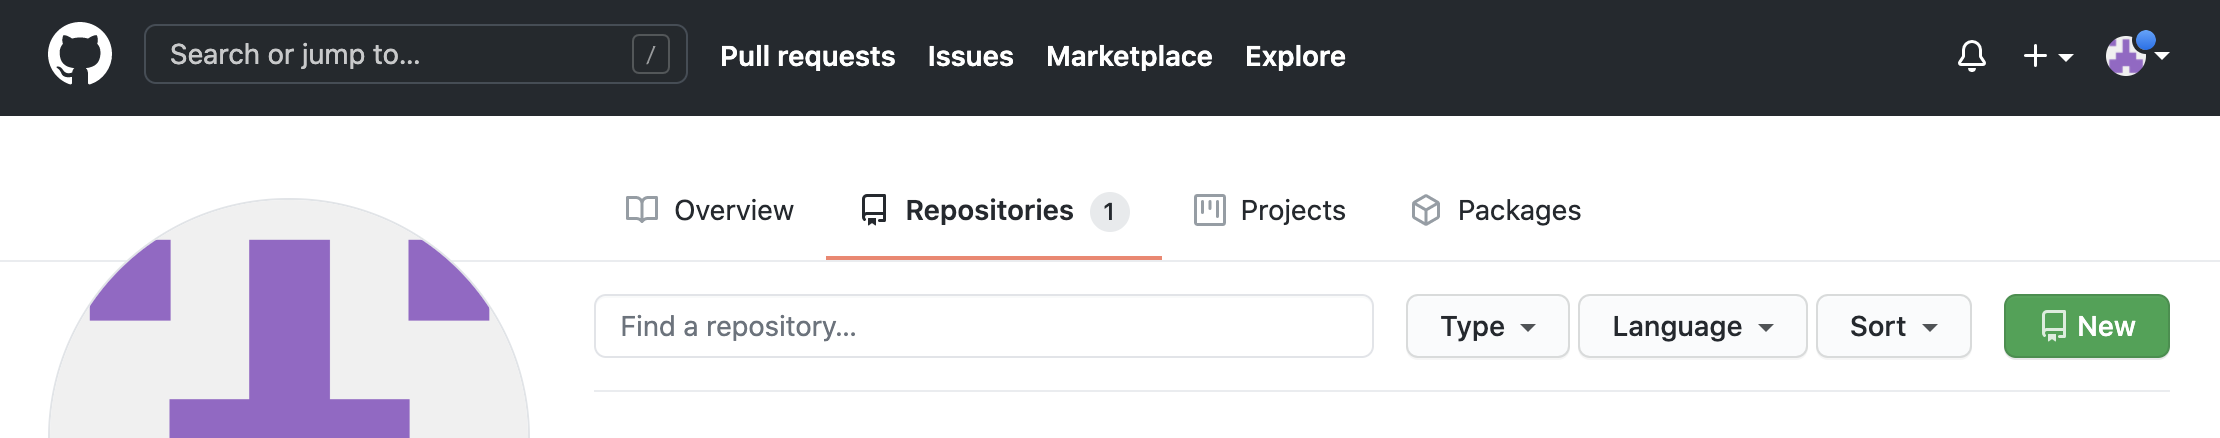 Search or jump to... /
Pull requests
Issues
Marketplace
Explore
Overview
Repositories 1
Projects
Packages
Find a repository...
Type
Language
Sort
New